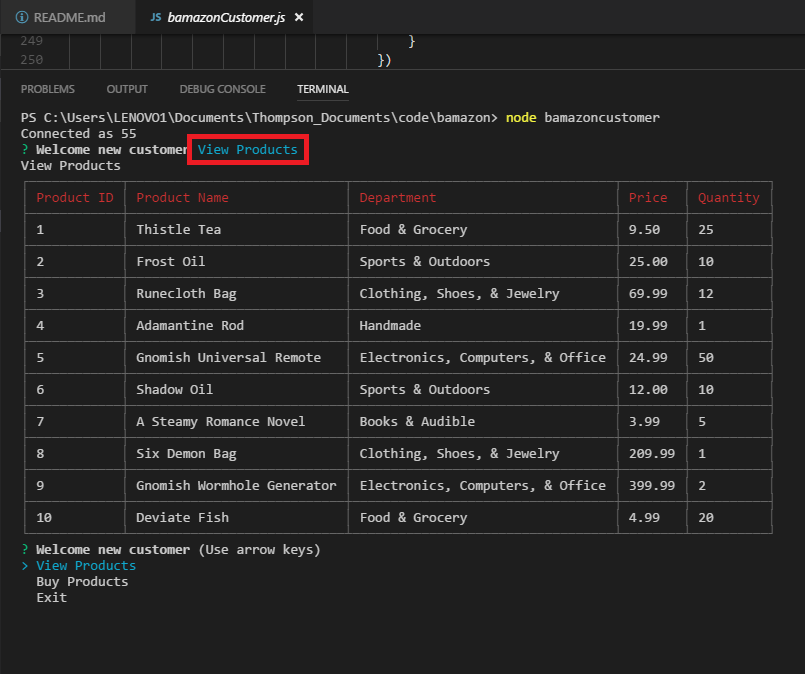 README.md JS bamazonCustomer.js ×
249 }
250 })
PROBLEMS OUTPUT DEBUG CONSOLE TERMINAL
PS C:\Users\LENOVO1\Documents\Thompson_Documents\code\bamazon> node bamazoncustomer
Connected as 55
? Welcome new customer View Products
View Products
Product ID Product Name Department Price Quantity
1 Thistle Tea Food & Grocery 9.50 25
2 Frost Oil Sports & Outdoors 25.00 10
3 Runecloth Bag Clothing, Shoes, & Jewelry 69.99 12
4 Adamantine Rod Handmade 19.99 1
5 Gnomish Universal Remote Electronics, Computers, & Office 24.99 50
6 Shadow Oil Sports & Outdoors 12.00 10
7 A Steamy Romance Novel Books & Audible 3.99 5
8 Six Demon Bag Clothing, Shoes, & Jewelry 209.99 1
9 Gnomish Wormhole Generator Electronics, Computers, & Office 399.99 2
10 Deviate Fish Food & Grocery 4.99 20
? Welcome new customer (Use arrow keys)
> View Products
Buy Products
Exit